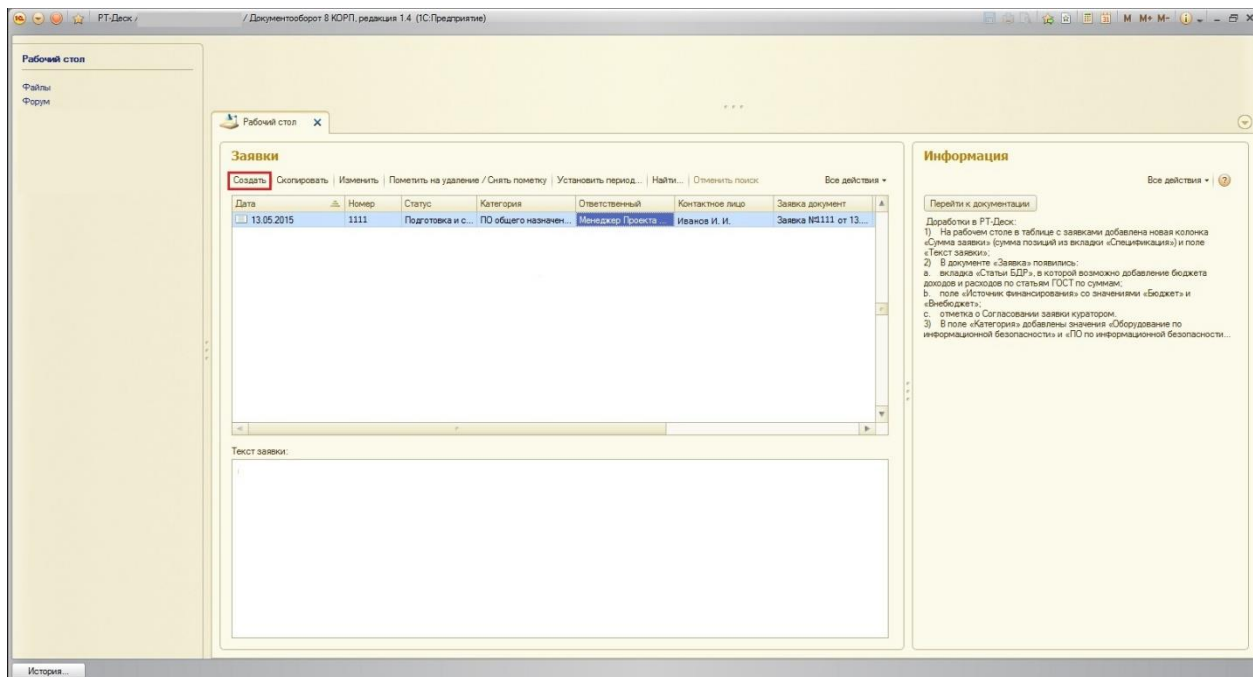 РТ-Деск / / Документооборот 8 КОРП, редакция 1.4 (1С:Предприятие) M M+ M-
Рабочий стол
Файлы
Форум
Рабочий стол
Заявки
Создать Скопировать Изменить Пометить на удаление / Снять пометку Установить период... Найти... Отменить поиск Все действия
Дата Номер Статус Категория Ответственный Контактное лицо Заявка документ
13.05.2015 1111 Подготовка и с... ПО общего назначен... Менеджер Проекта ... Иванов И. И. Заявка №1111 от 13....
Текст заявки:
Информация
Все действия ?
Перейти к документации
Доработки в РТ-Деск:
1) На рабочем столе в таблице с заявками добавлена новая колонка
«Сумма заявки» (сумма позиций из вкладки «Спецификация») и поле
«Текст заявки»;
2) В документе «Заявка» появились:
a. вкладка «Статьи БДР», в которой возможно добавление бюджета
доходов и расходов по статьям ГОСТ по суммам;
b. поле «Источник финансирования» со значениями «Бюджет» и
«Внебюджет»;
c. отметка о Согласовании заявки куратором.
3) В поле «Категория» добавлены значения «Оборудование по
информационной безопасности» и «ПО по информационной безопасности...
История...